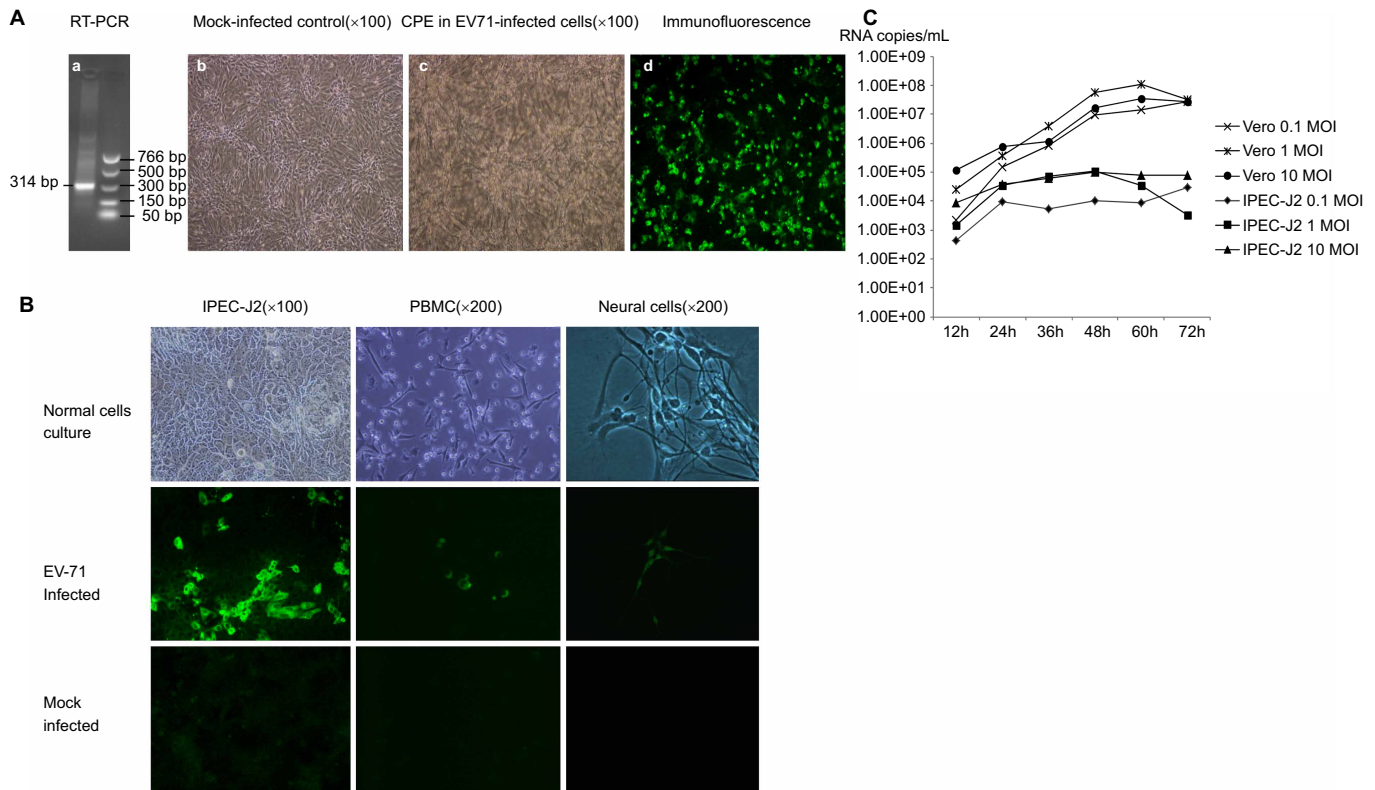 A
RT-PCR
Mock-infected control(×100)
CPE in EV71-infected cells(×100)
Immunofluorescence
a
b
c
d
314 bp
766 bp
500 bp
300 bp
150 bp
50 bp
B
IPEC-J2(×100)
PBMC(×200)
Neural cells(×200)
Normal cells
culture
EV-71
Infected
Mock
infected
C
RNA copies/mL
1.00E+09
1.00E+08
1.00E+07
1.00E+06
1.00E+05
1.00E+04
1.00E+03
1.00E+02
1.00E+01
1.00E+00
12h 24h 36h 48h 60h 72h
Vero 0.1 MOI
Vero 1 MOI
Vero 10 MOI
IPEC-J2 0.1 MOI
IPEC-J2 1 MOI
IPEC-J2 10 MOI